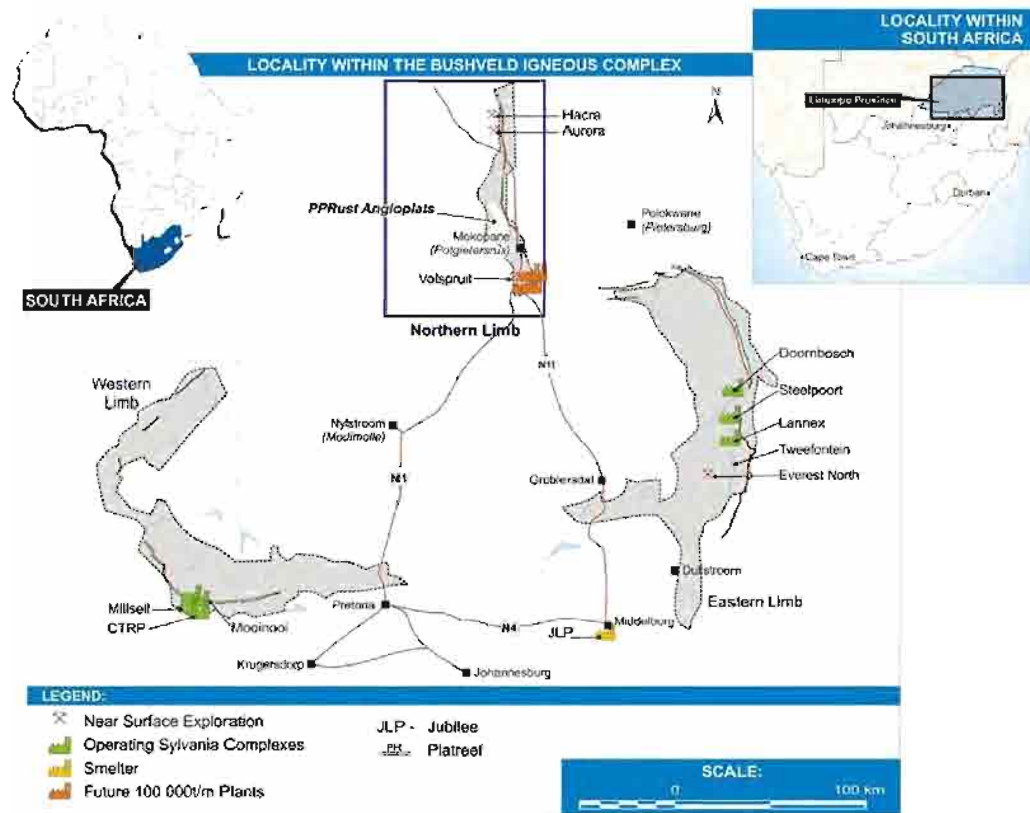 LOCALITY WITHIN
SOUTH AFRICA
LOCALITY WITHIN THE BUSHVELD IGNEOUS COMPLEX
Limpopo Province
Johannesburg
Durban
Cape Town
SOUTH AFRICA
N
Hacra
Aurora
PPRust Angloplats
Mokopane
(Potgietersrus)
Volspruit
Northern Limb
Polokwane
(Pietersburg)
Western
Limb
Nylstroom
(Modimolle)
N1
N11
Groblersdal
Doornbosch
Steelpoort
Lannex
Tweefontein
Everest North
Dullstroom
Eastern Limb
Millsell
CTRP
Mooinooi
Pretoria
N4
JLP
Middelburg
Krugersdorp
Johannesburg
LEGEND:
Near Surface Exploration
Operating Sylvania Complexes
Smelter
Future 100 000t/m Plants
JLP - Jubilee
PR Platreef
SCALE:
0 100 km